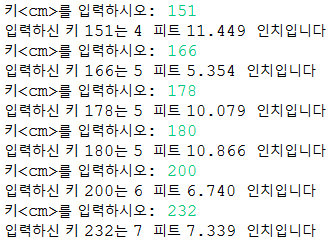 키<cm>를 입력하시오: 151
입력하신 키 151는 4 피트 11.449 인치입니다
키<cm>를 입력하시오: 166
입력하신 키 166는 5 피트 5.354 인치입니다
키<cm>를 입력하시오: 178
입력하신 키 178는 5 피트 10.079 인치입니다
키<cm>를 입력하시오: 180
입력하신 키 180는 5 피트 10.866 인치입니다
키<cm>를 입력하시오: 200
입력하신 키 200는 6 피트 6.740 인치입니다
키<cm>를 입력하시오: 232
입력하신 키 232는 7 피트 7.339 인치입니다